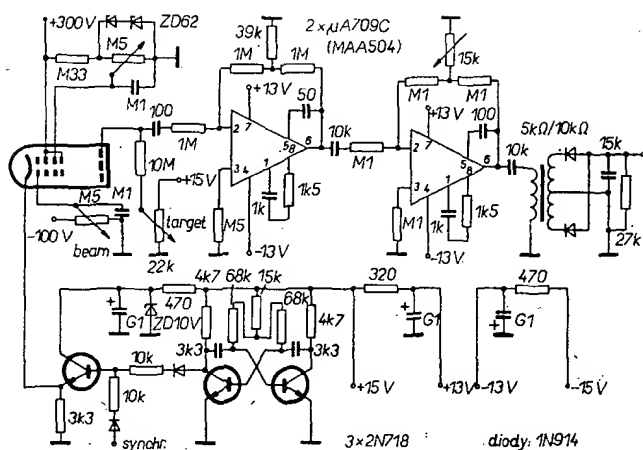 +300V
ZD62
M5
M33
M1
39k
1M
1M
2×µA709C
(MAA504)
15k
+13V
50
M1
M1
+13V
100
100
1M
2
7
3
4
5
8
6
1
10k
M1
2
7
3
4
5
8
6
1
10k
5kΩ/10kΩ
15k
10M
+15V
M5
M1
target
M5
1k
1k5
M1
1k
1k5
27k
-100V
beam
22k
-13V
-13V
G1
470
ZD10V
4k7
68k
15k
68k
4k7
320
G1
470
G1
10k
3k3
3k3
+15V
+13V
-13V
-15V
3k3
10k
synchr.
3×2N718
diody: 1N914